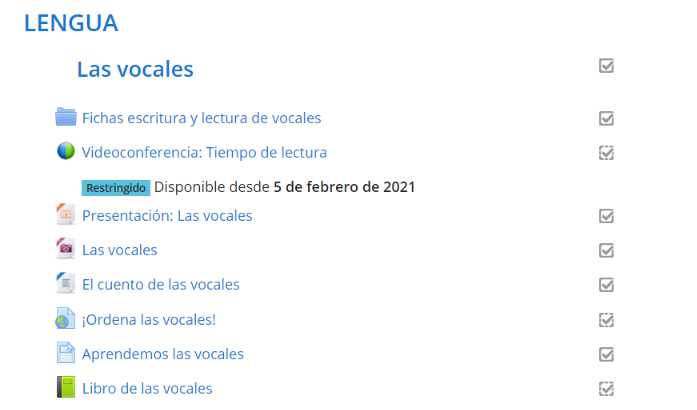 LENGUA
Las vocales
Fichas escritura y lectura de vocales
Videoconferencia: Tiempo de lectura
Restringido Disponible desde 5 de febrero de 2021
Presentación: Las vocales
Las vocales
El cuento de las vocales
¡Ordena las vocales!
Aprendemos las vocales
Libro de las vocales